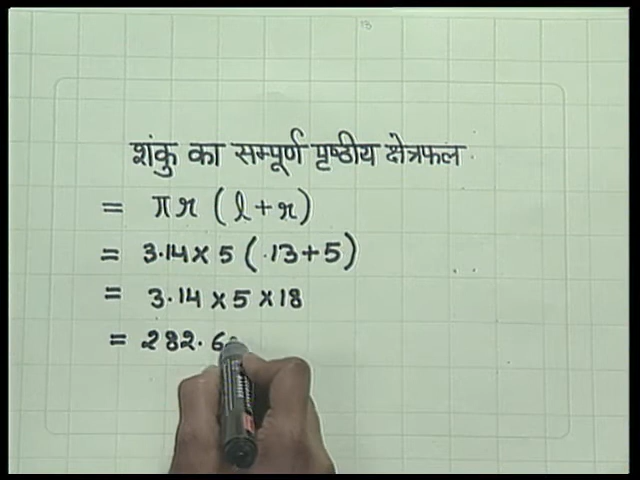 शंकु का सम्पूर्ण पृष्ठीय क्षेत्रफल
= πr (l+r)
= 3.14 × 5 (13+5)
= 3.14 × 5 × 18
= 282.6